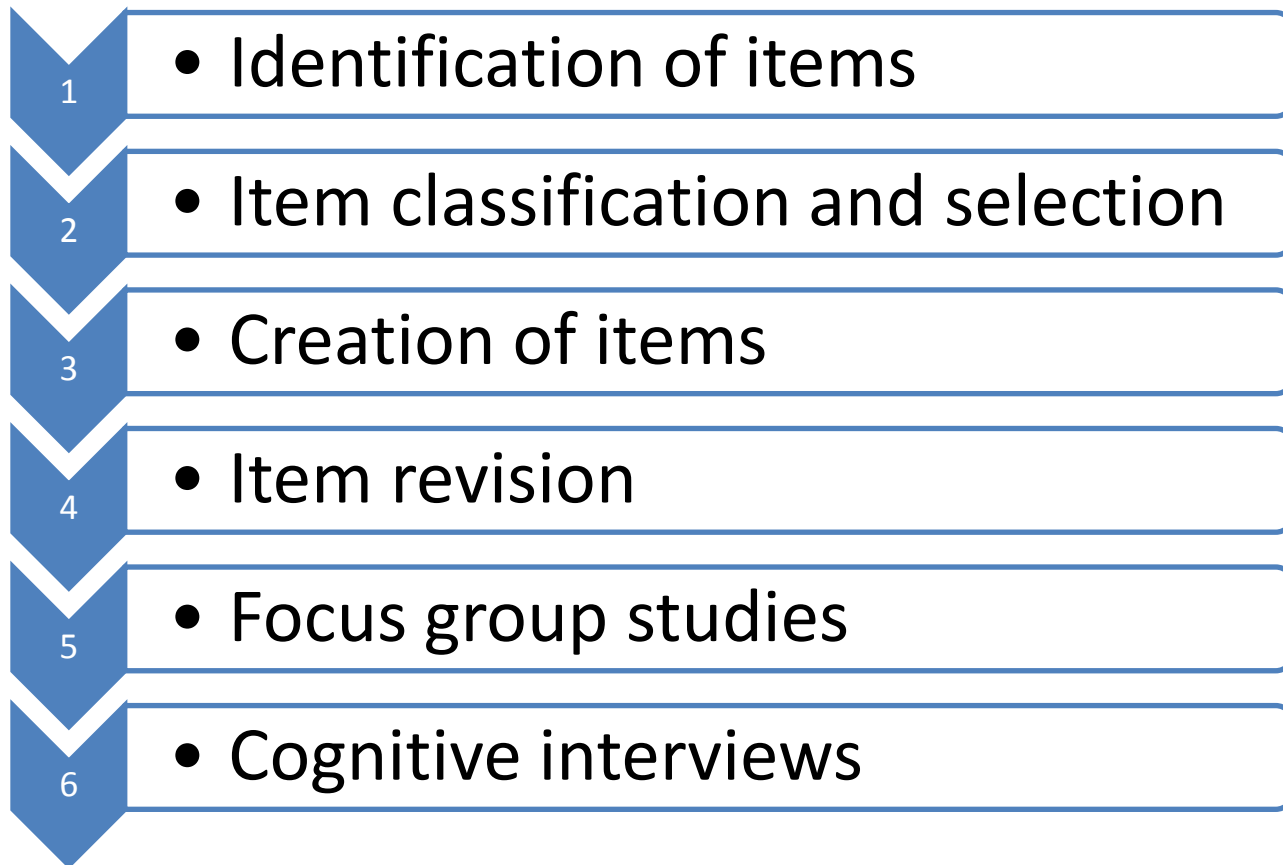 1 • Identification of items
2 • Item classification and selection
3 • Creation of items
4 • Item revision
5 • Focus group studies
6 • Cognitive interviews